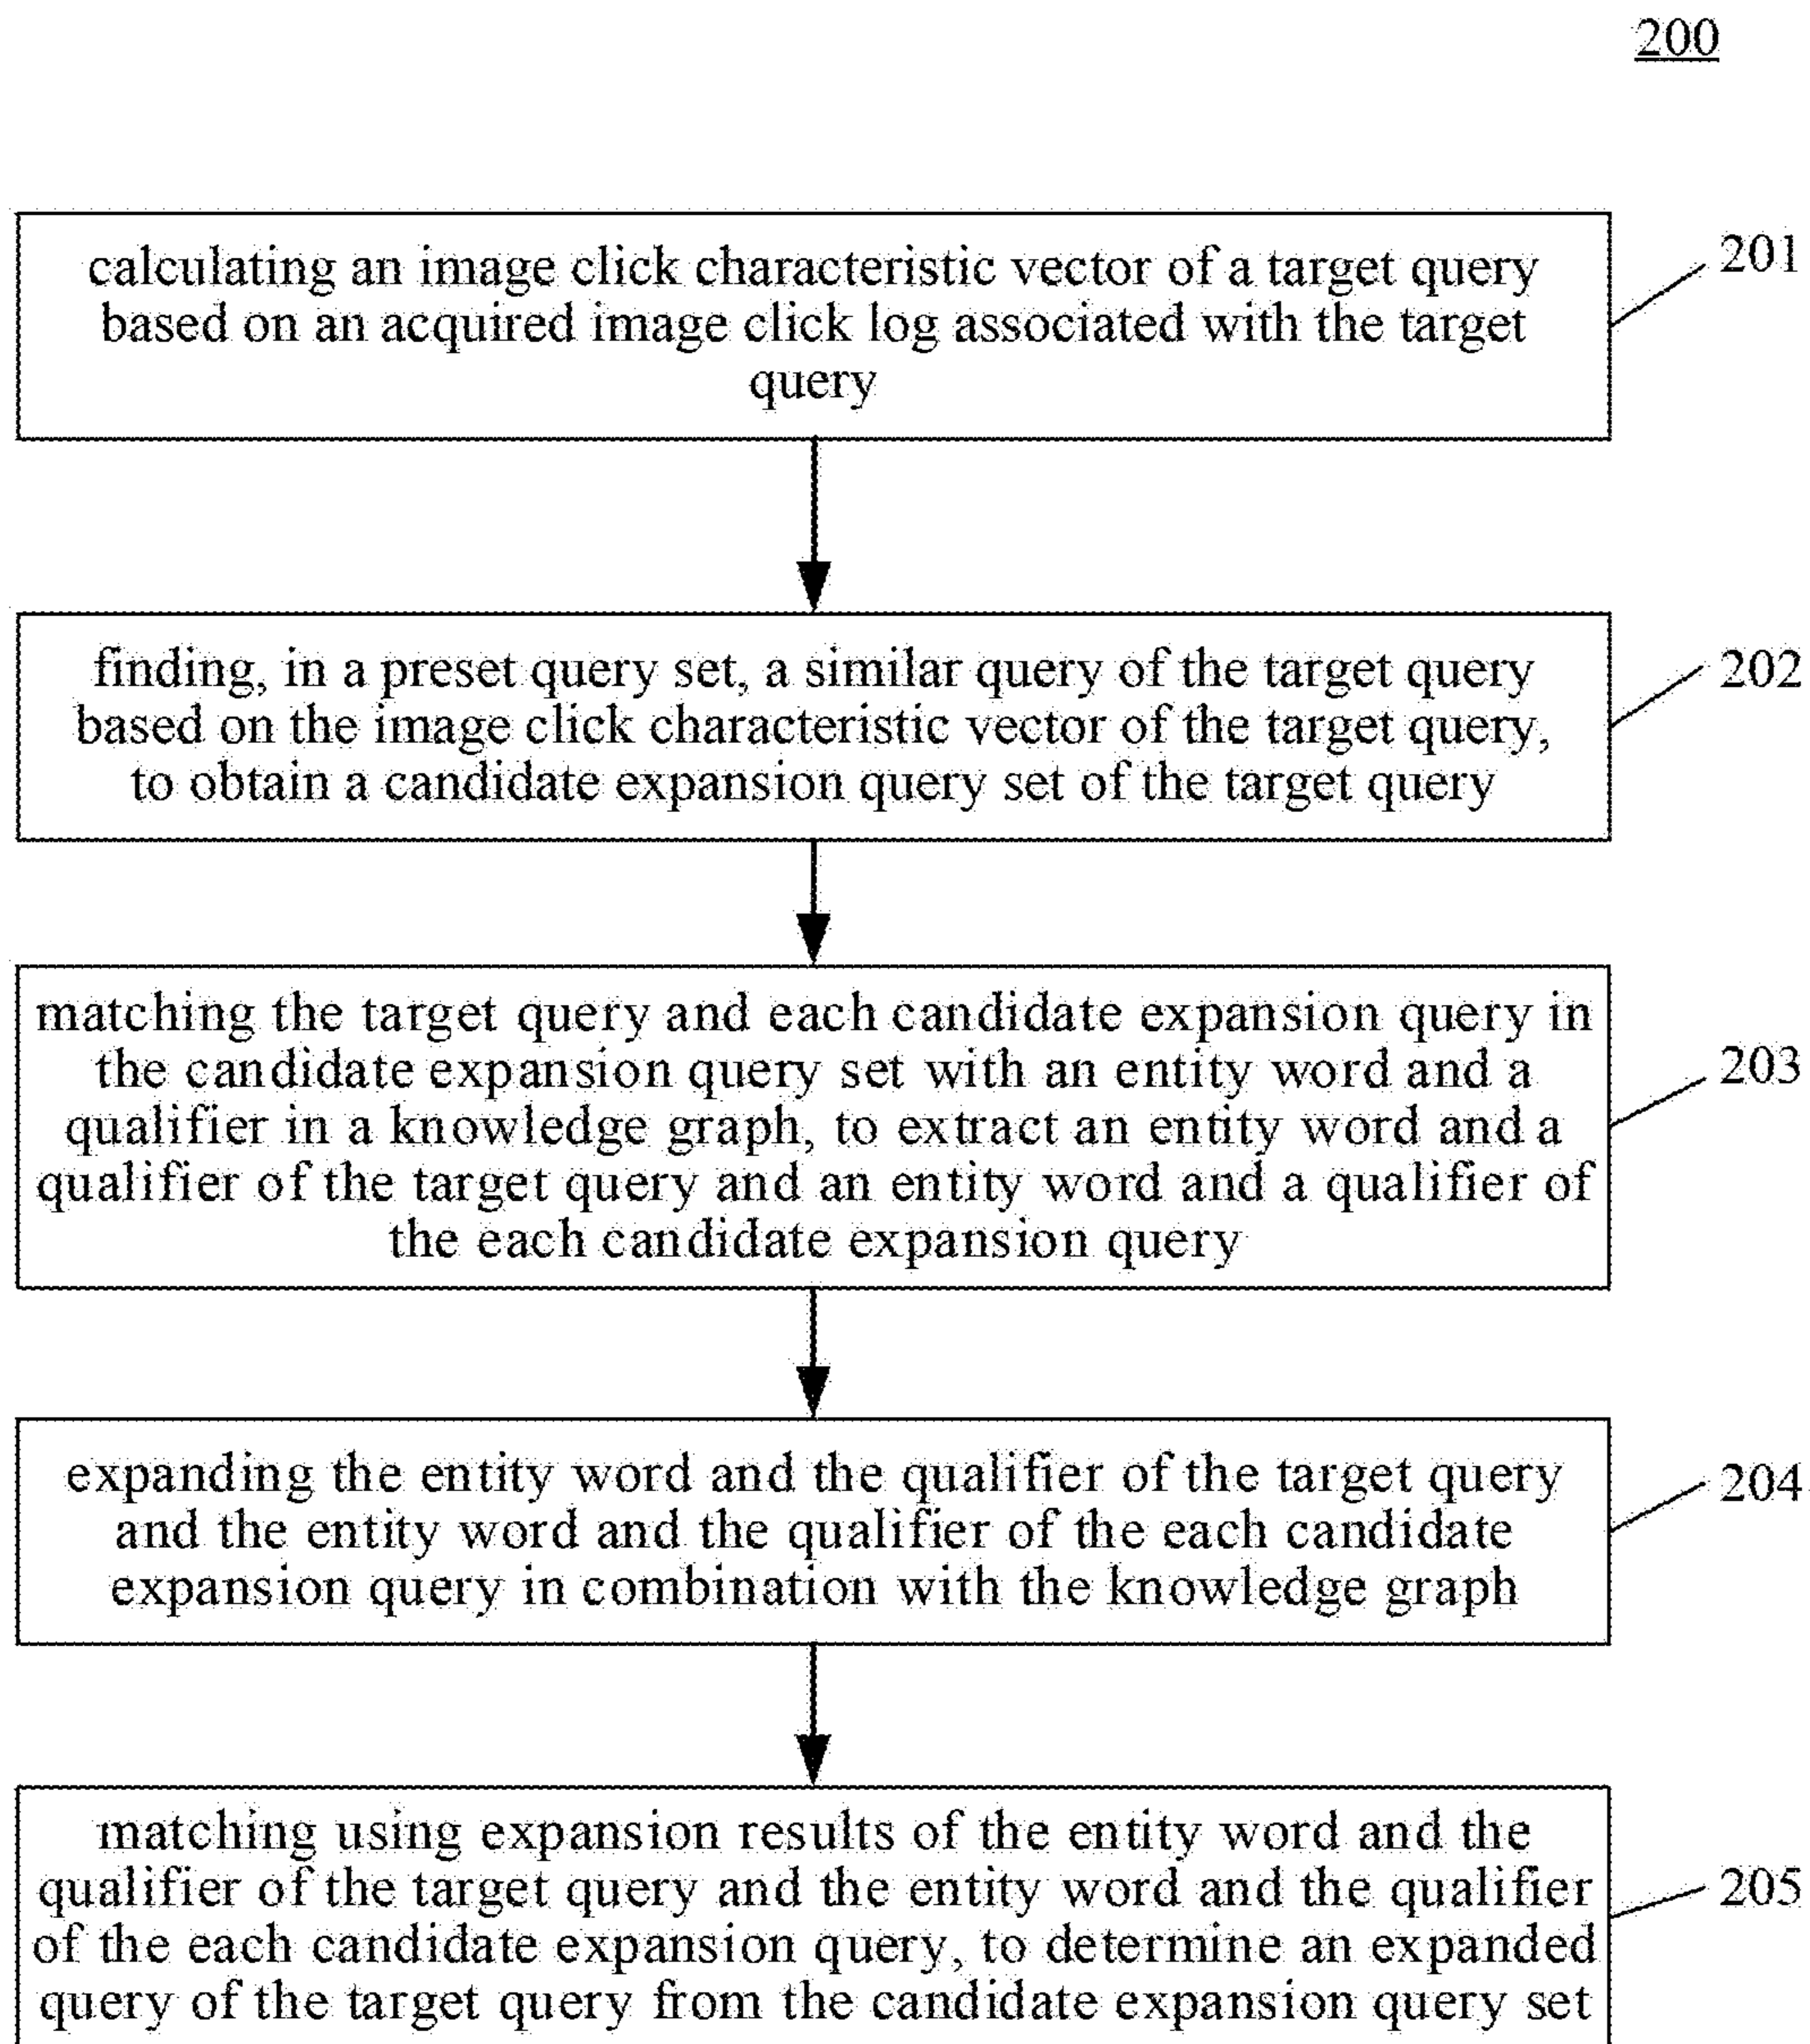 200
calculating an image click characteristic vector of a target query
based on an acquired image click log associated with the target
query
201
finding, in a preset query set, a similar query of the target query
based on the image click characteristic vector of the target query,
to obtain a candidate expansion query set of the target query
202
matching the target query and each candidate expansion query in
the candidate expansion query set with an entity word and a
qualifier in a knowledge graph, to extract an entity word and a
qualifier of the target query and an entity word and a qualifier of
the each candidate expansion query
203
expanding the entity word and the qualifier of the target query
and the entity word and the qualifier of the each candidate
expansion query in combination with the knowledge graph
204
matching using expansion results of the entity word and the
qualifier of the target query and the entity word and the qualifier
of the each candidate expansion query, to determine an expanded
query of the target query from the candidate expansion query set
205